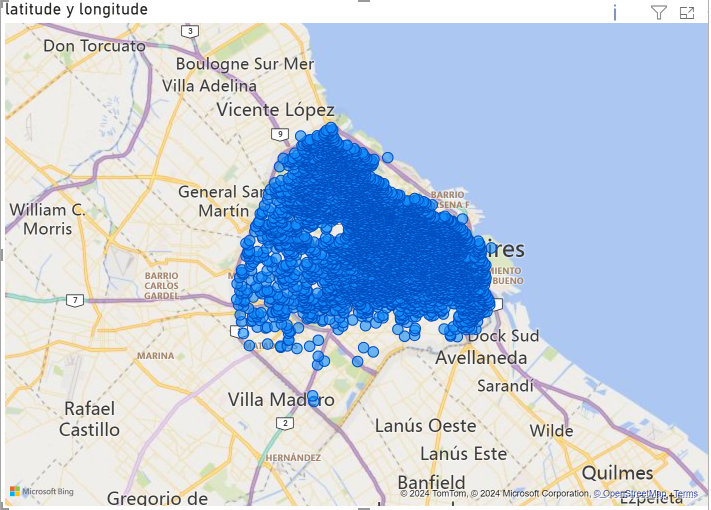 latitude y longitude
3
Don Torcuato
Boulogne Sur Mer
Villa Adelina
Vicente López
9
General San
Martín
BARRIO
William C.
Morris
ires
BARRIO
CARLOS
GARDEL
7
MARINA
Dock Sud
Avellaneda
Sarandí
Villa Madero
Rafael
Castillo
2
Lanús Oeste
Wilde
Lanús Este
HERNÁNDEZ
Quilmes
Banfield
Microsoft Bing
© 2024 TomTom, © 2024 Microsoft Corporation, © OpenStreetMap, Terms
Gregorio de
Ezpeleta